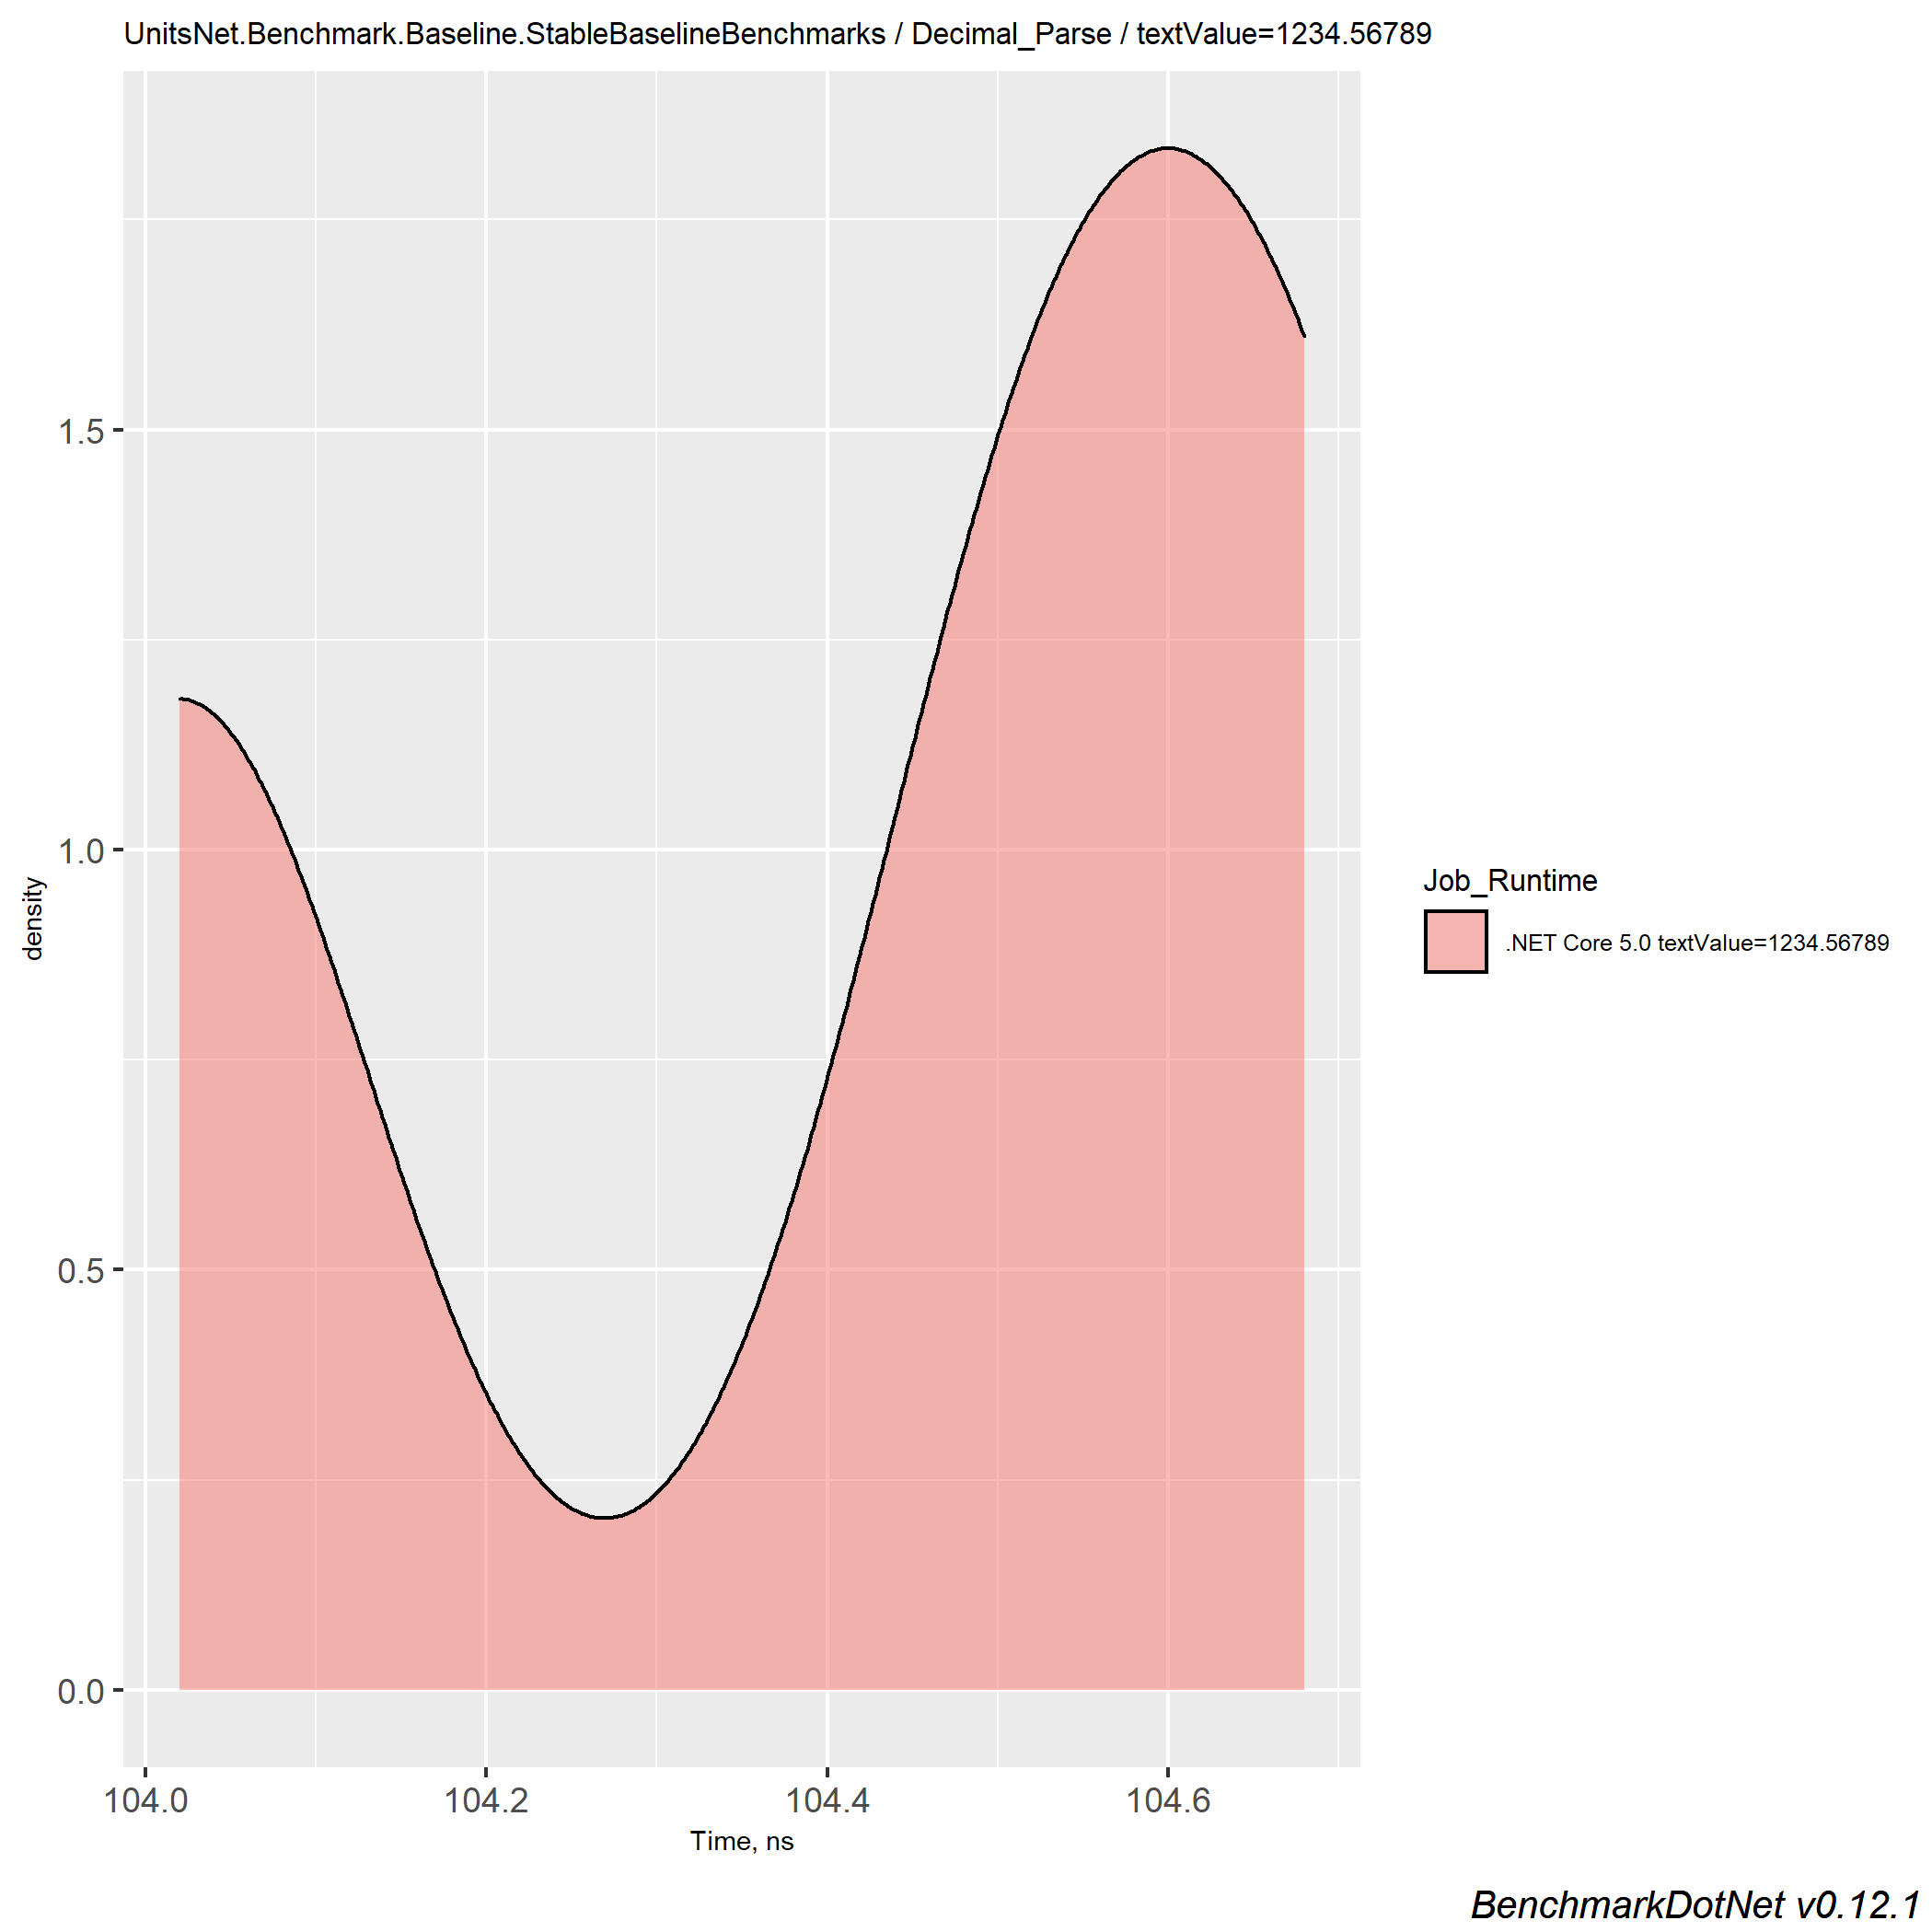 UnitsNet.Benchmark.Baseline.StableBaselineBenchmarks / Decimal_Parse / textValue=1234.56789
1.5
1.0
0.5
0.0
density
104.0 104.2 104.4 104.6
Time, ns
Job_Runtime
.NET Core 5.0 textValue=1234.56789
BenchmarkDotNet v0.12.1